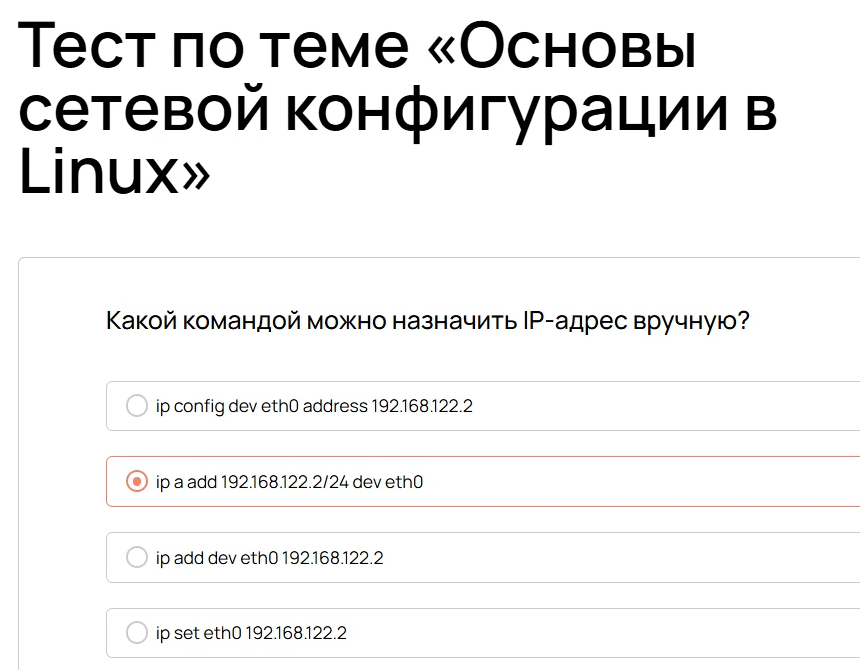 Тест по теме «Основы
сетевой конфигурации в
Linux»
Какой командой можно назначить IP-адрес вручную?
ip config dev eth0 address 192.168.122.2
ip a add 192.168.122.2/24 dev eth0
ip add dev eth0 192.168.122.2
ip set eth0 192.168.122.2